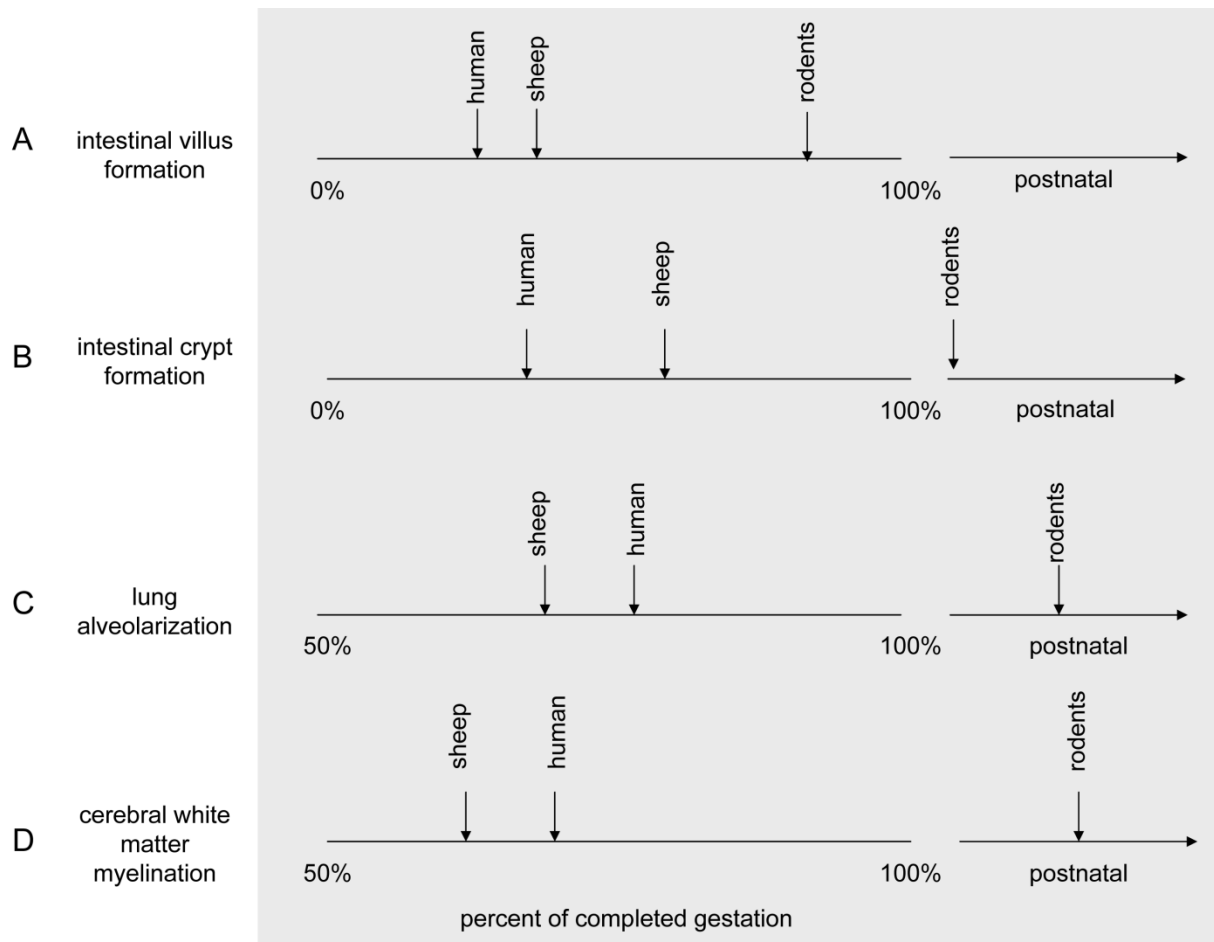 A
intestinal villus
formation
human
sheep
rodents
0%
100%
postnatal
B
intestinal crypt
formation
human
sheep
rodents
0%
100%
postnatal
C
lung
alveolarization
sheep
human
rodents
50%
100%
postnatal
D
cerebral white
matter
myelination
sheep
human
rodents
50%
100%
postnatal
percent of completed gestation